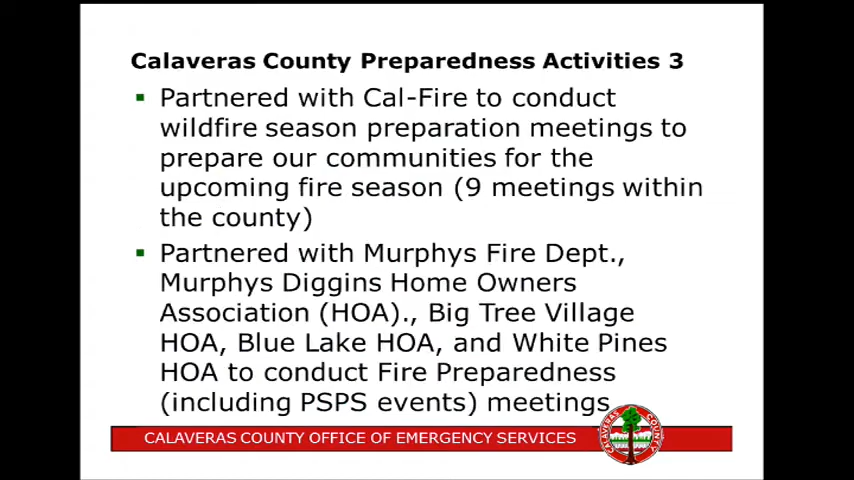 Calaveras County Preparedness Activities 3
Partnered with Cal-Fire to conduct
wildfire season preparation meetings to
prepare our communities for the
upcoming fire season (9 meetings within
the county)
Partnered with Murphys Fire Dept.,
Murphys Diggins Home Owners
Association (HOA)., Big Tree Village
HOA, Blue Lake HOA, and White Pines
HOA to conduct Fire Preparedness
(including PSPS events) meetings
CALAVERAS COUNTY OFFICE OF EMERGENCY SERVICES
CALAVERAS COUNTY